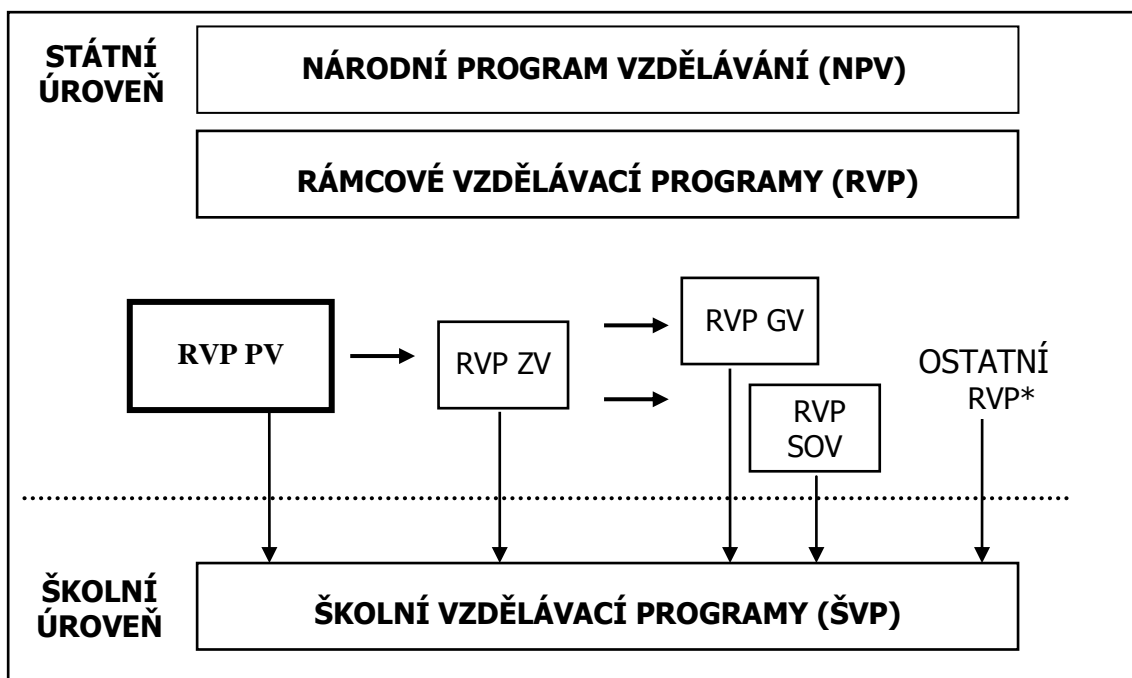 STÁTNÍ
ÚROVEŇ
NÁRODNÍ PROGRAM VZDĚLÁVÁNÍ (NPV)
RÁMCOVÉ VZDĚLÁVACÍ PROGRAMY (RVP)
RVP PV
RVP ZV
RVP GV
RVP
SOV
OSTATNÍ
RVP*
ŠKOLNÍ
ÚROVEŇ
ŠKOLNÍ VZDĚLÁVACÍ PROGRAMY (ŠVP)